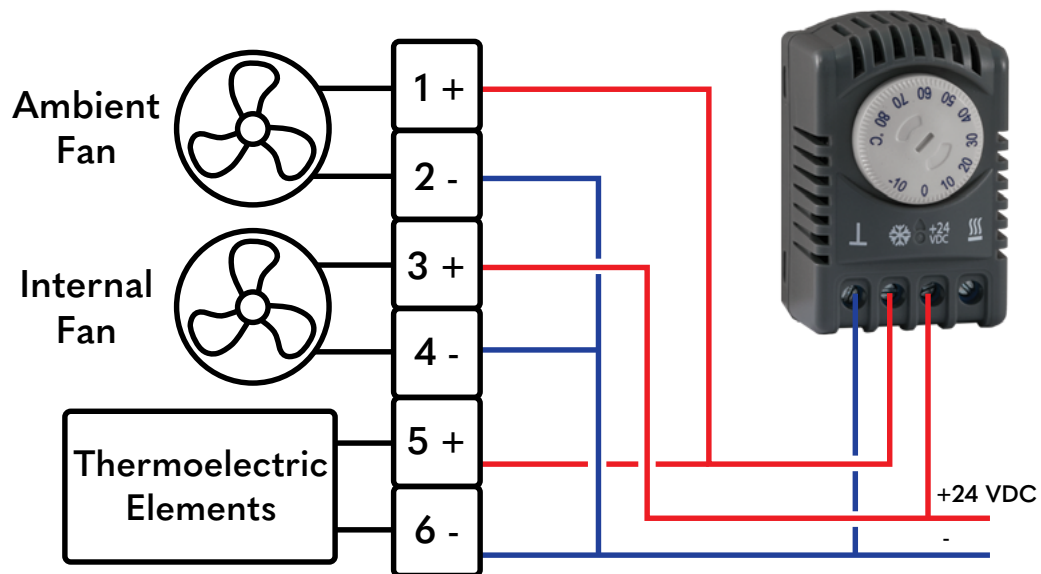 Ambient
Fan
Internal
Fan
Thermoelectric
Elements
1 +
2 -
3 +
4 -
5 +
6 -
-10 0 10 20 30 40 50 60 70 80 °C
+24
VDC
+24 VDC
-